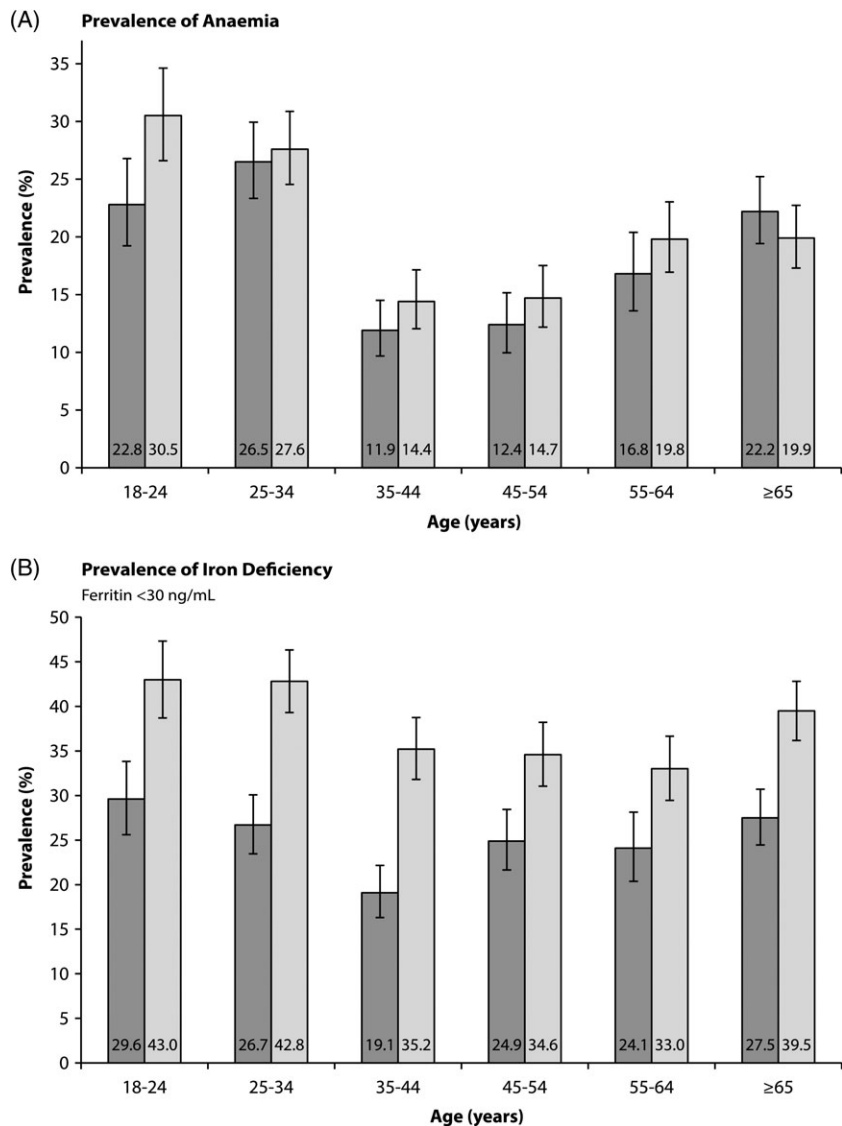 (A)
Prevalence of Anaemia
Prevalence (%)
35
30
25
20
15
10
5
0
22.8 30.5 26.5 27.6 11.9 14.4 12.4 14.7 16.8 19.8 22.2 19.9
18-24 25-34 35-44 45-54 55-64 ≥65
Age (years)
(B)
Prevalence of Iron Deficiency
Ferritin <30 ng/mL
Prevalence (%)
50
45
40
35
30
25
20
15
10
5
0
29.6 43.0 26.7 42.8 19.1 35.2 24.9 34.6 24.1 33.0 27.5 39.5
18-24 25-34 35-44 45-54 55-64 ≥65
Age (years)